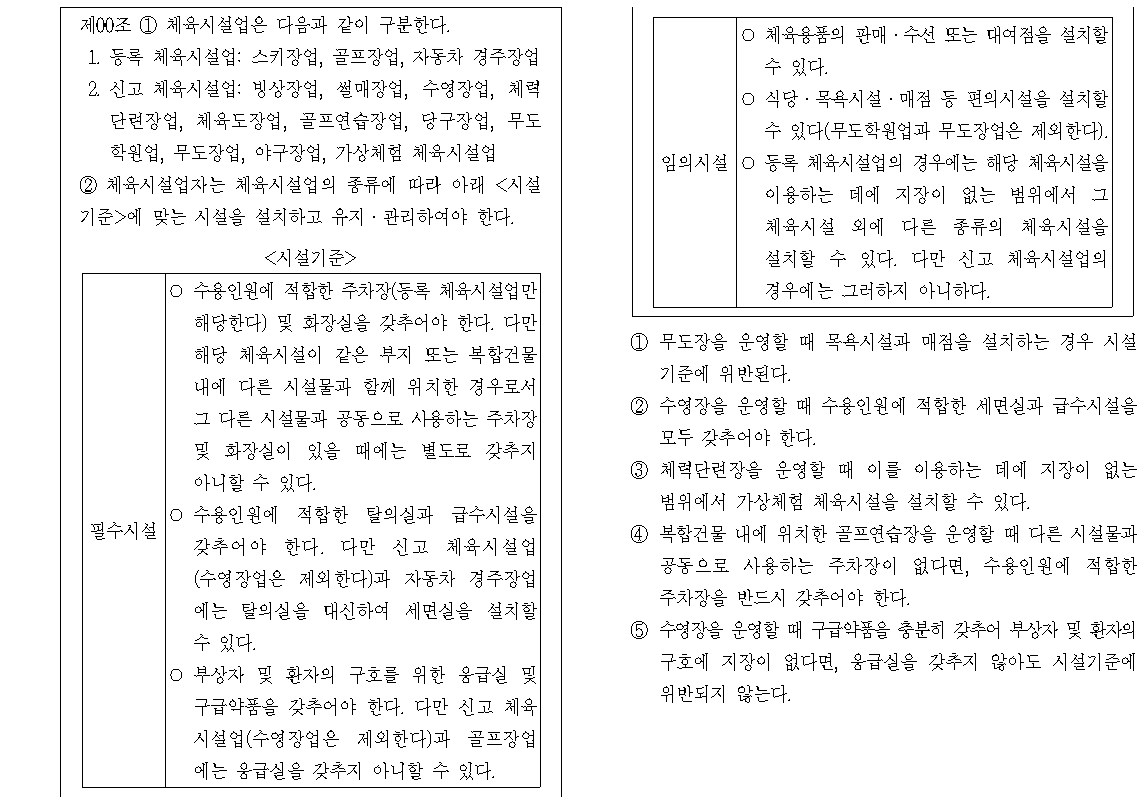 제00조 ① 체육시설업은 다음과 같이 구분한다.
1. 등록 체육시설업: 스키장업, 골프장업, 자동차 경주장업
2. 신고 체육시설업: 빙상장업, 썰매장업, 수영장업, 체력
단련장업, 체육도장업, 골프연습장업, 당구장업, 무도
학원업, 무도장업, 야구장업, 가상체험 체육시설업
② 체육시설업자는 체육시설업의 종류에 따라 아래 <시설
기준>에 맞는 시설을 설치하고 유지·관리하여야 한다.
<시설기준>
필수시설
○ 수용인원에 적합한 주차장(등록 체육시설업만
해당한다) 및 화장실을 갖추어야 한다. 다만
해당 체육시설이 같은 부지 또는 복합건물
내에 다른 시설물과 함께 위치한 경우로서
그 다른 시설물과 공동으로 사용하는 주차장
및 화장실이 있을 때에는 별도로 갖추지
아니할 수 있다.
○ 수용인원에 적합한 탈의실과 급수시설을
갖추어야 한다. 다만 신고 체육시설업
(수영장업은 제외한다)과 자동차 경주장업
에는 탈의실을 대신하여 세면실을 설치할
수 있다.
○ 부상자 및 환자의 구호를 위한 응급실 및
구급약품을 갖추어야 한다. 다만 신고 체육
시설업(수영장업은 제외한다)과 골프장업
에는 응급실을 갖추지 아니할 수 있다.
임의시설
○ 체육용품의 판매·수선 또는 대여점을 설치할
수 있다.
○ 식당·목욕시설·매점 등 편의시설을 설치할
수 있다(무도학원업과 무도장업은 제외한다).
○ 등록 체육시설업의 경우에는 해당 체육시설을
이용하는 데에 지장이 없는 범위에서 그
체육시설 외에 다른 종류의 체육시설을
설치할 수 있다. 다만 신고 체육시설업의
경우에는 그러하지 아니하다.
① 무도장을 운영할 때 목욕시설과 매점을 설치하는 경우 시설
기준에 위반된다.
② 수영장을 운영할 때 수용인원에 적합한 세면실과 급수시설을
모두 갖추어야 한다.
③ 체력단련장을 운영할 때 이를 이용하는 데에 지장이 없는
범위에서 가상체험 체육시설을 설치할 수 있다.
④ 복합건물 내에 위치한 골프연습장을 운영할 때 다른 시설물과
공동으로 사용하는 주차장이 없다면, 수용인원에 적합한
주차장을 반드시 갖추어야 한다.
⑤ 수영장을 운영할 때 구급약품을 충분히 갖추어 부상자 및 환자의
구호에 지장이 없다면, 응급실을 갖추지 않아도 시설기준에
위반되지 않는다.